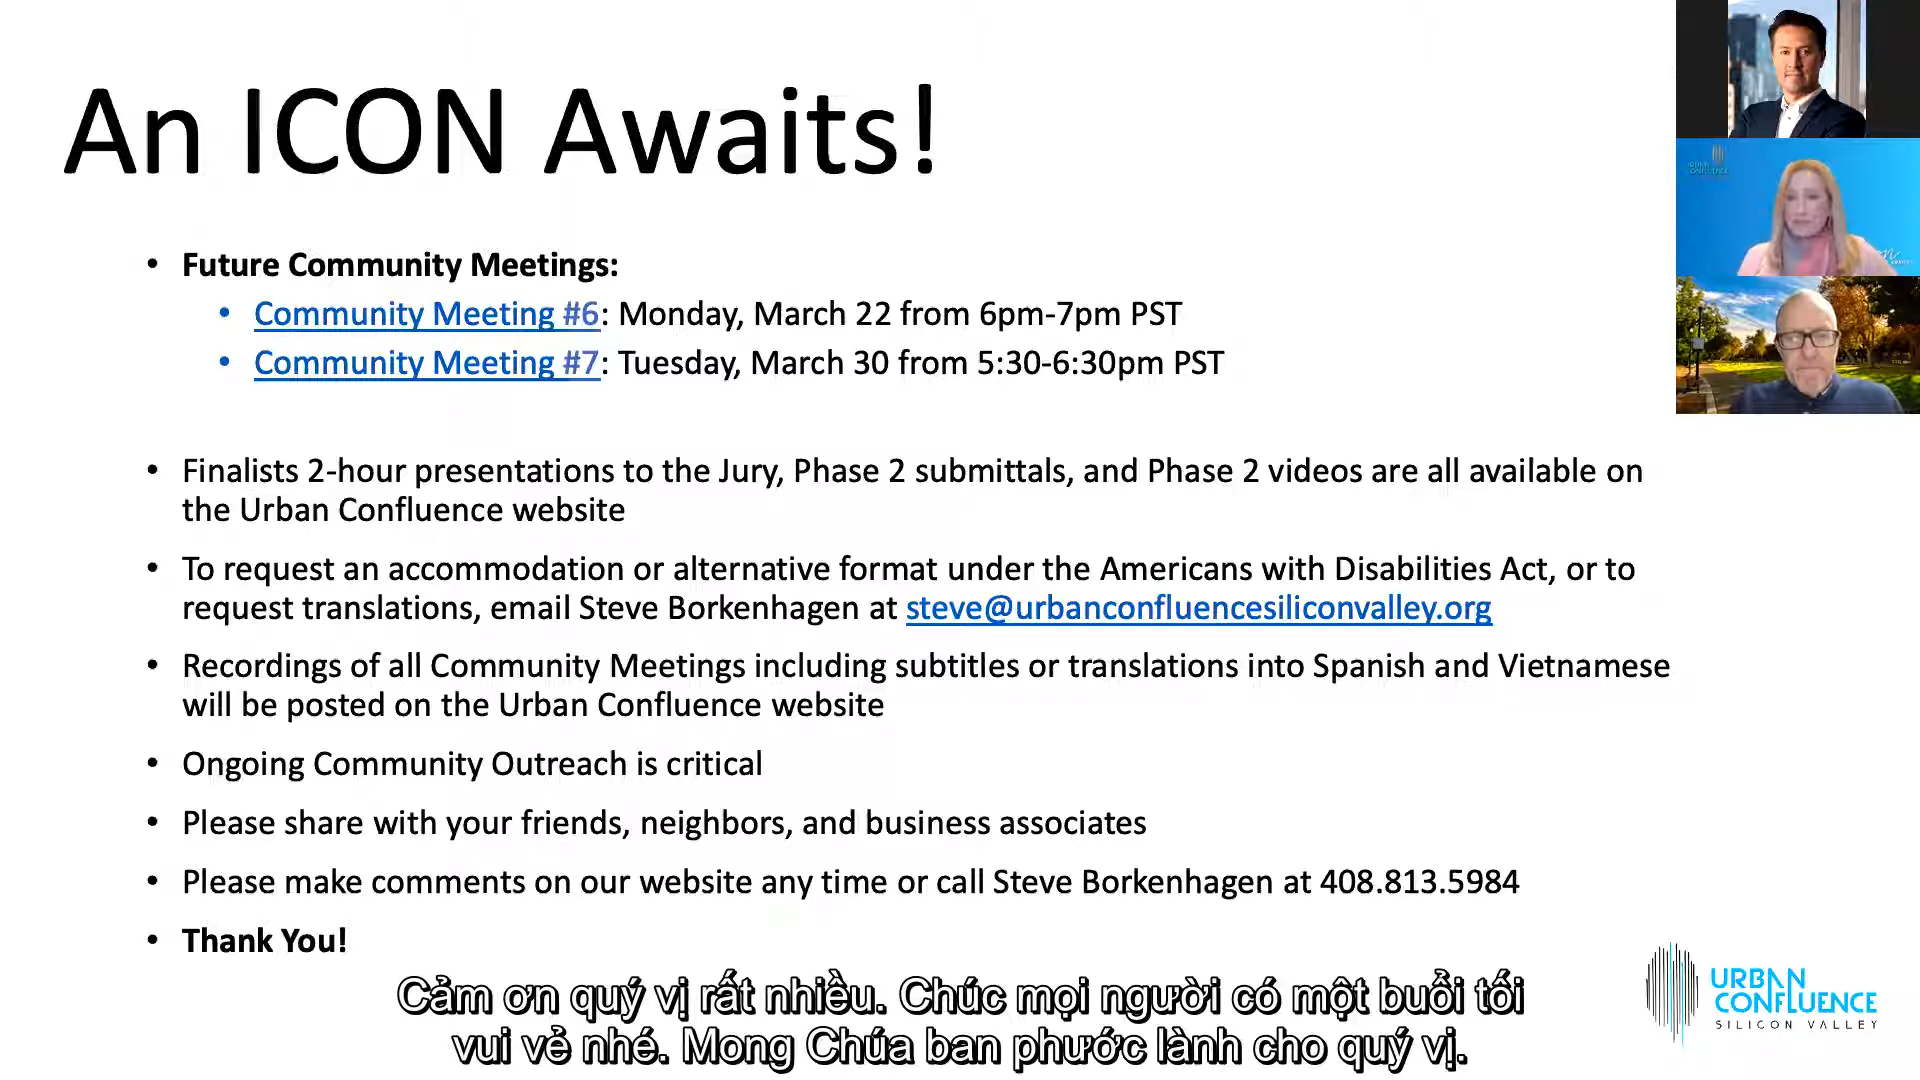 An ICON Awaits!
• Future Community Meetings:
• Community Meeting #6: Monday, March 22 from 6pm-7pm PST
• Community Meeting #7: Tuesday, March 30 from 5:30-6:30pm PST
• Finalists 2-hour presentations to the Jury, Phase 2 submittals, and Phase 2 videos are all available on
the Urban Confluence website
• To request an accommodation or alternative format under the Americans with Disabilities Act, or to
request translations, email Steve Borkenhagen at steve@urbanconfluencesiliconvalley.org
• Recordings of all Community Meetings including subtitles or translations into Spanish and Vietnamese
will be posted on the Urban Confluence website
• Ongoing Community Outreach is critical
• Please share with your friends, neighbors, and business associates
• Please make comments on our website any time or call Steve Borkenhagen at 408.813.5984
• Thank You!
Cảm ơn quý vị rất nhiều. Chúc mọi người có một buổi tối
vui vẻ nhé. Mong Chúa ban phước lành cho quý vị.
URBAN
CONFLUENCE
SILICON VALLEY